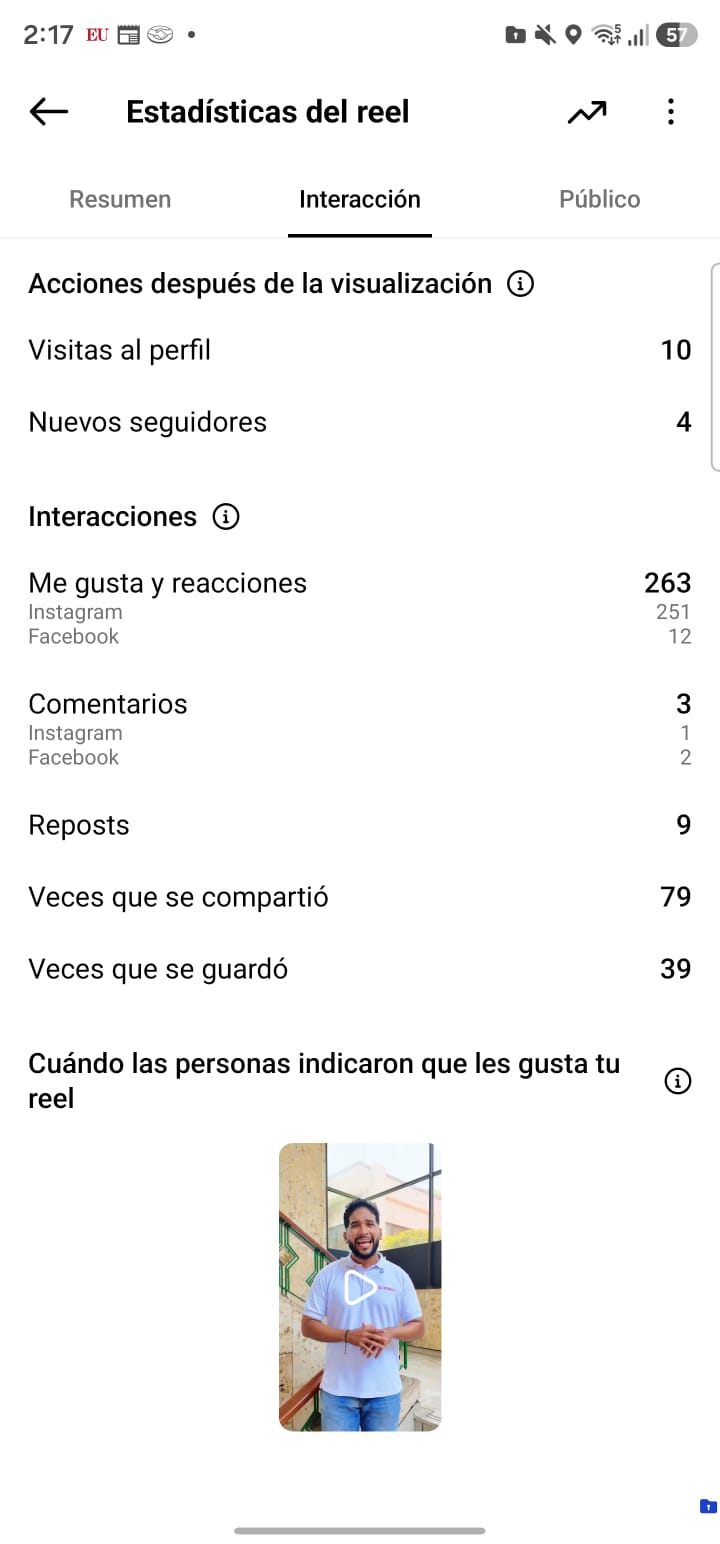 2:17 EU 57
Estadísticas del reel
Resumen Interacción Público
Acciones después de la visualización
Visitas al perfil 10
Nuevos seguidores 4
Interacciones
Me gusta y reacciones 263
Instagram 251
Facebook 12
Comentarios 3
Instagram 1
Facebook 2
Reposts 9
Veces que se compartió 79
Veces que se guardó 39
Cuándo las personas indicaron que les gusta tu
reel